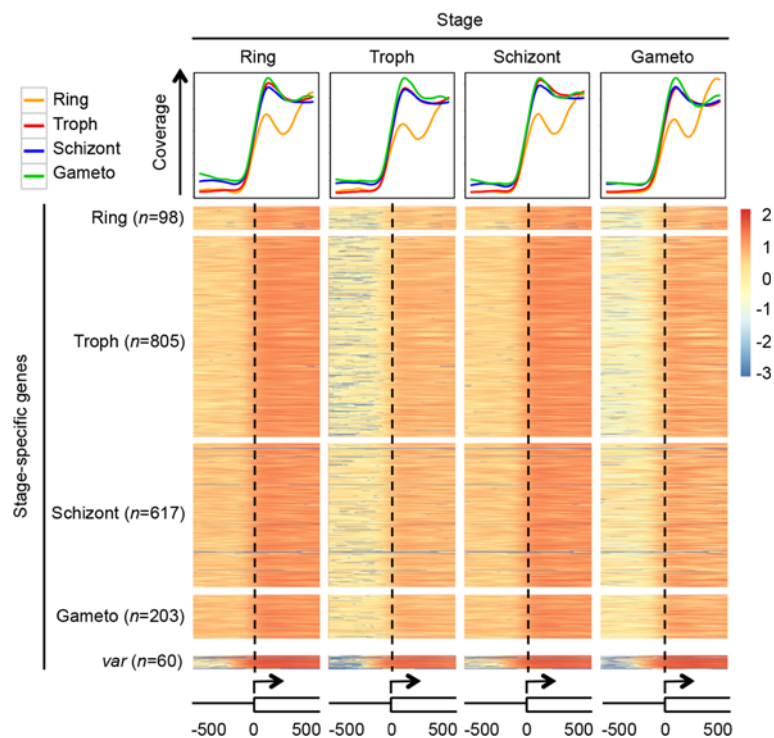 Stage
Ring Troph Schizont Gameto
Ring
Troph
Schizont
Gameto
Coverage
Stage-specific genes
Ring (n=98)
Troph (n=805)
Schizont (n=617)
Gameto (n=203)
var (n=60)
2
1
0
-1
-2
-3
-500 0 500 -500 0 500 -500 0 500 -500 0 500